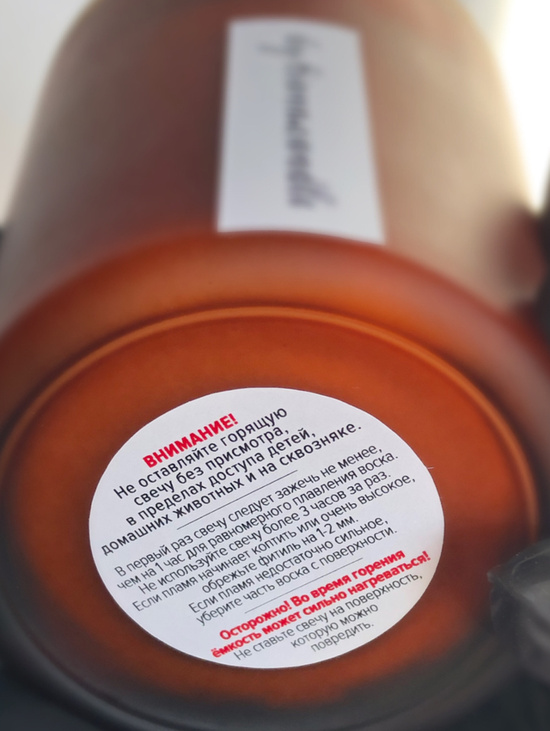 ВНИМАНИЕ!
Не оставляйте горящую
свечу без присмотра,
в пределах доступа детей,
домашних животных и на сквозняке.
В первый раз свечу следует зажечь не менее,
чем на 1 час для равномерного плавления воска.
Не используйте свечу более 3 часов за раз.
Если пламя начинает коптить или очень высокое,
обрежьте фитиль на 1-2 мм.
Если пламя недостаточно сильное,
уберите часть воска с поверхности.
Осторожно! Во время горения
ёмкость может сильно нагреваться!
Не ставьте свечу на поверхность,
которую можно
повредить.